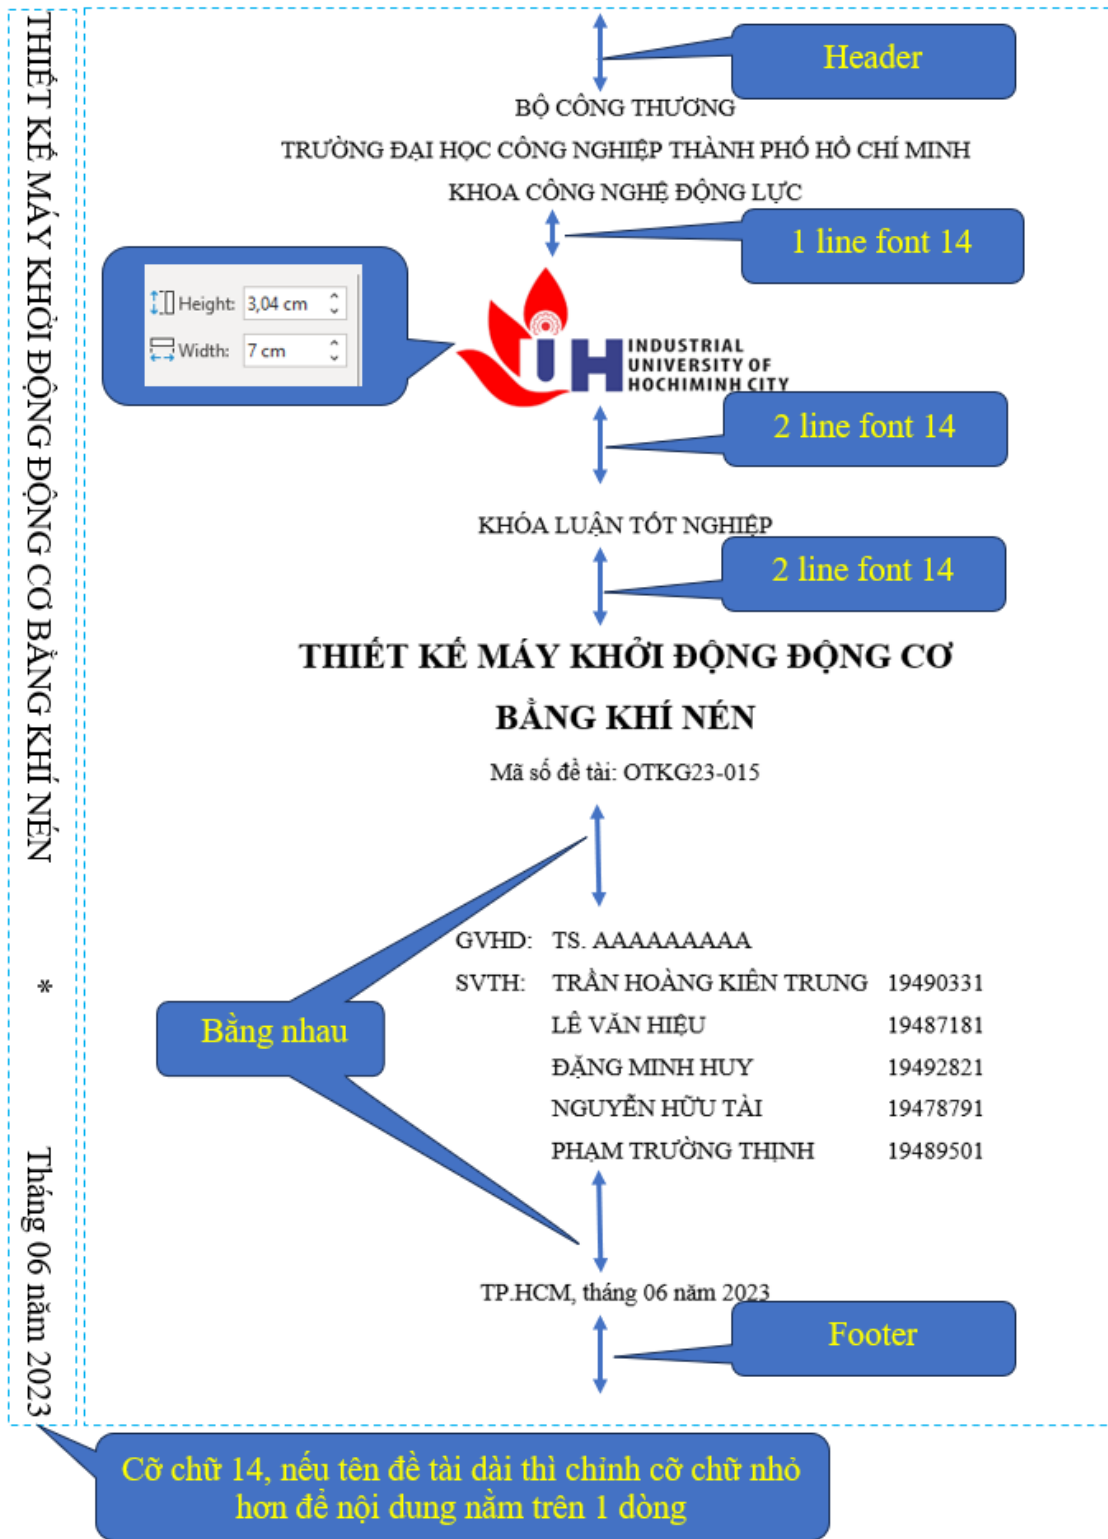 THIẾT KẾ MÁY KHỞI ĐỘNG ĐỘNG CƠ BẰNG KHÍ NÉN * Tháng 06 năm 2023
Header
BỘ CÔNG THƯƠNG
TRƯỜNG ĐẠI HỌC CÔNG NGHIỆP THÀNH PHỐ HỒ CHÍ MINH
KHOA CÔNG NGHỆ ĐỘNG LỰC
1 line font 14
Height: 3,04 cm
Width: 7 cm
IUH
INDUSTRIAL
UNIVERSITY OF
HOCHIMINH CITY
2 line font 14
KHÓA LUẬN TỐT NGHIỆP
2 line font 14
THIẾT KẾ MÁY KHỞI ĐỘNG ĐỘNG CƠ
BẰNG KHÍ NÉN
Mã số đề tài: OTKG23-015
GVHD: TS. AAAAAAAAA
SVTH: TRẦN HOÀNG KIÊN TRUNG 19490331
LÊ VĂN HIỆU 19487181
ĐẶNG MINH HUY 19492821
NGUYỄN HỮU TÀI 19478791
PHẠM TRƯỜNG THỊNH 19489501
Bằng nhau
TP.HCM, tháng 06 năm 2023
Footer
Cỡ chữ 14, nếu tên đề tài dài thì chỉnh cỡ chữ nhỏ
hơn để nội dung nằm trên 1 dòng